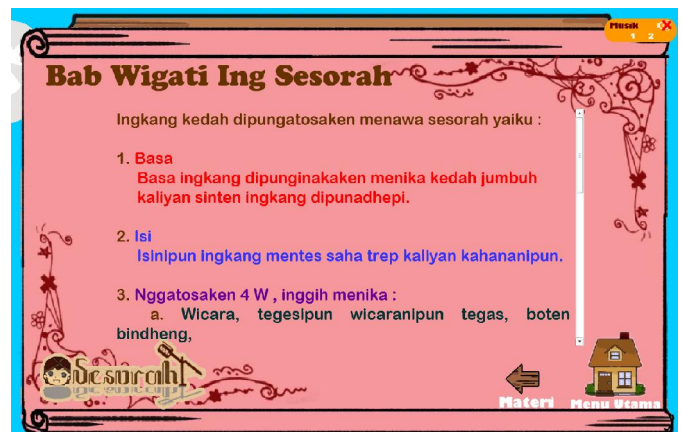 Musik
1 2
Bab Wigati Ing Sesorah
Ingkang kedah dipungatosaken menawa sesorah yaiku :
1. Basa
Basa ingkang dipunginakaken menika kedah jumbuh
kaliyan sinten ingkang dipunadhepi.
2. Isi
Isinipun ingkang mentes saha trep kaliyan kahananipun.
3. Nggatosaken 4 W , inggih menika :
a. Wicara, tegesipun wicaranipun tegas, boten
bindheng,
Sesorah
Materi
Menu Utama